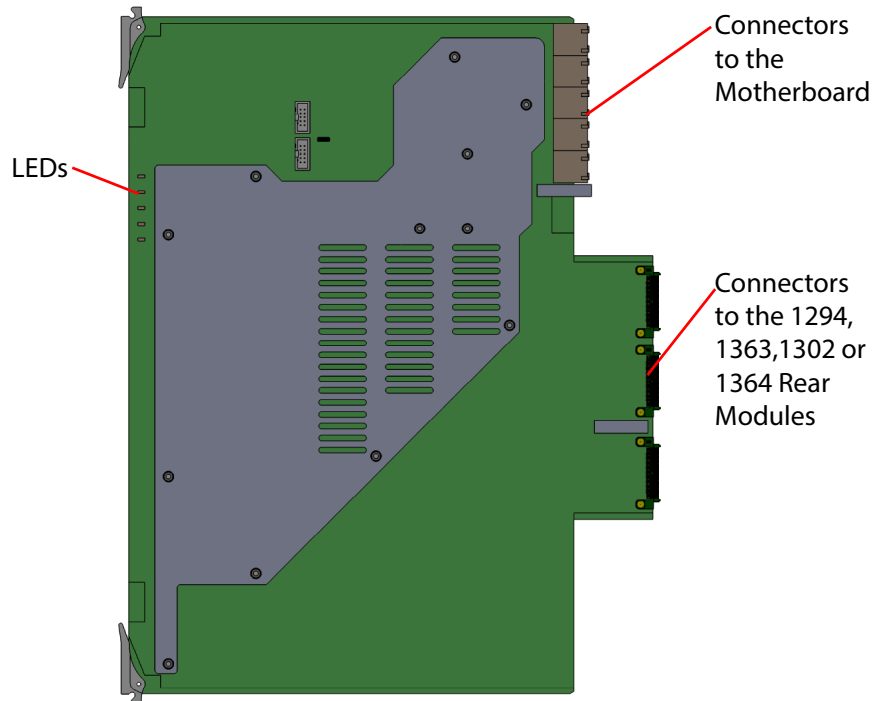 Connectors
to the
Motherboard
LEDs
Connectors
to the 1294,
1363,1302 or
1364 Rear
Modules